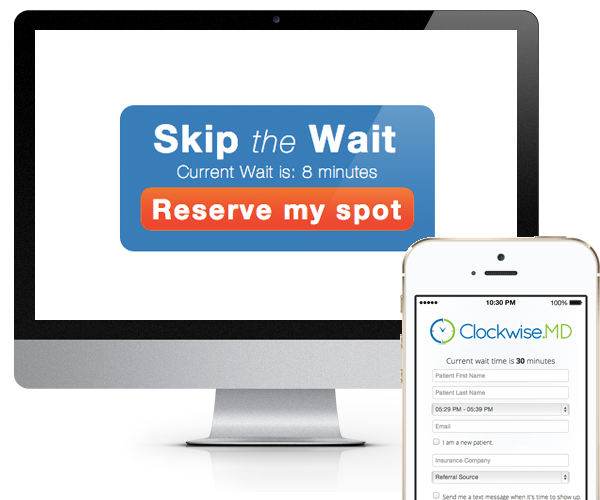 Skip the Wait
Current Wait is: 8 minutes
Reserve my spot
10:30 PM 100%
Clockwise.MD
Current wait time is 30 minutes
Patient First Name
Patient Last Name
05:29 PM - 05:39 PM
Email
I am a new patient.
Insurance Company
Referral Source
Send me a text message when it's time to show up.